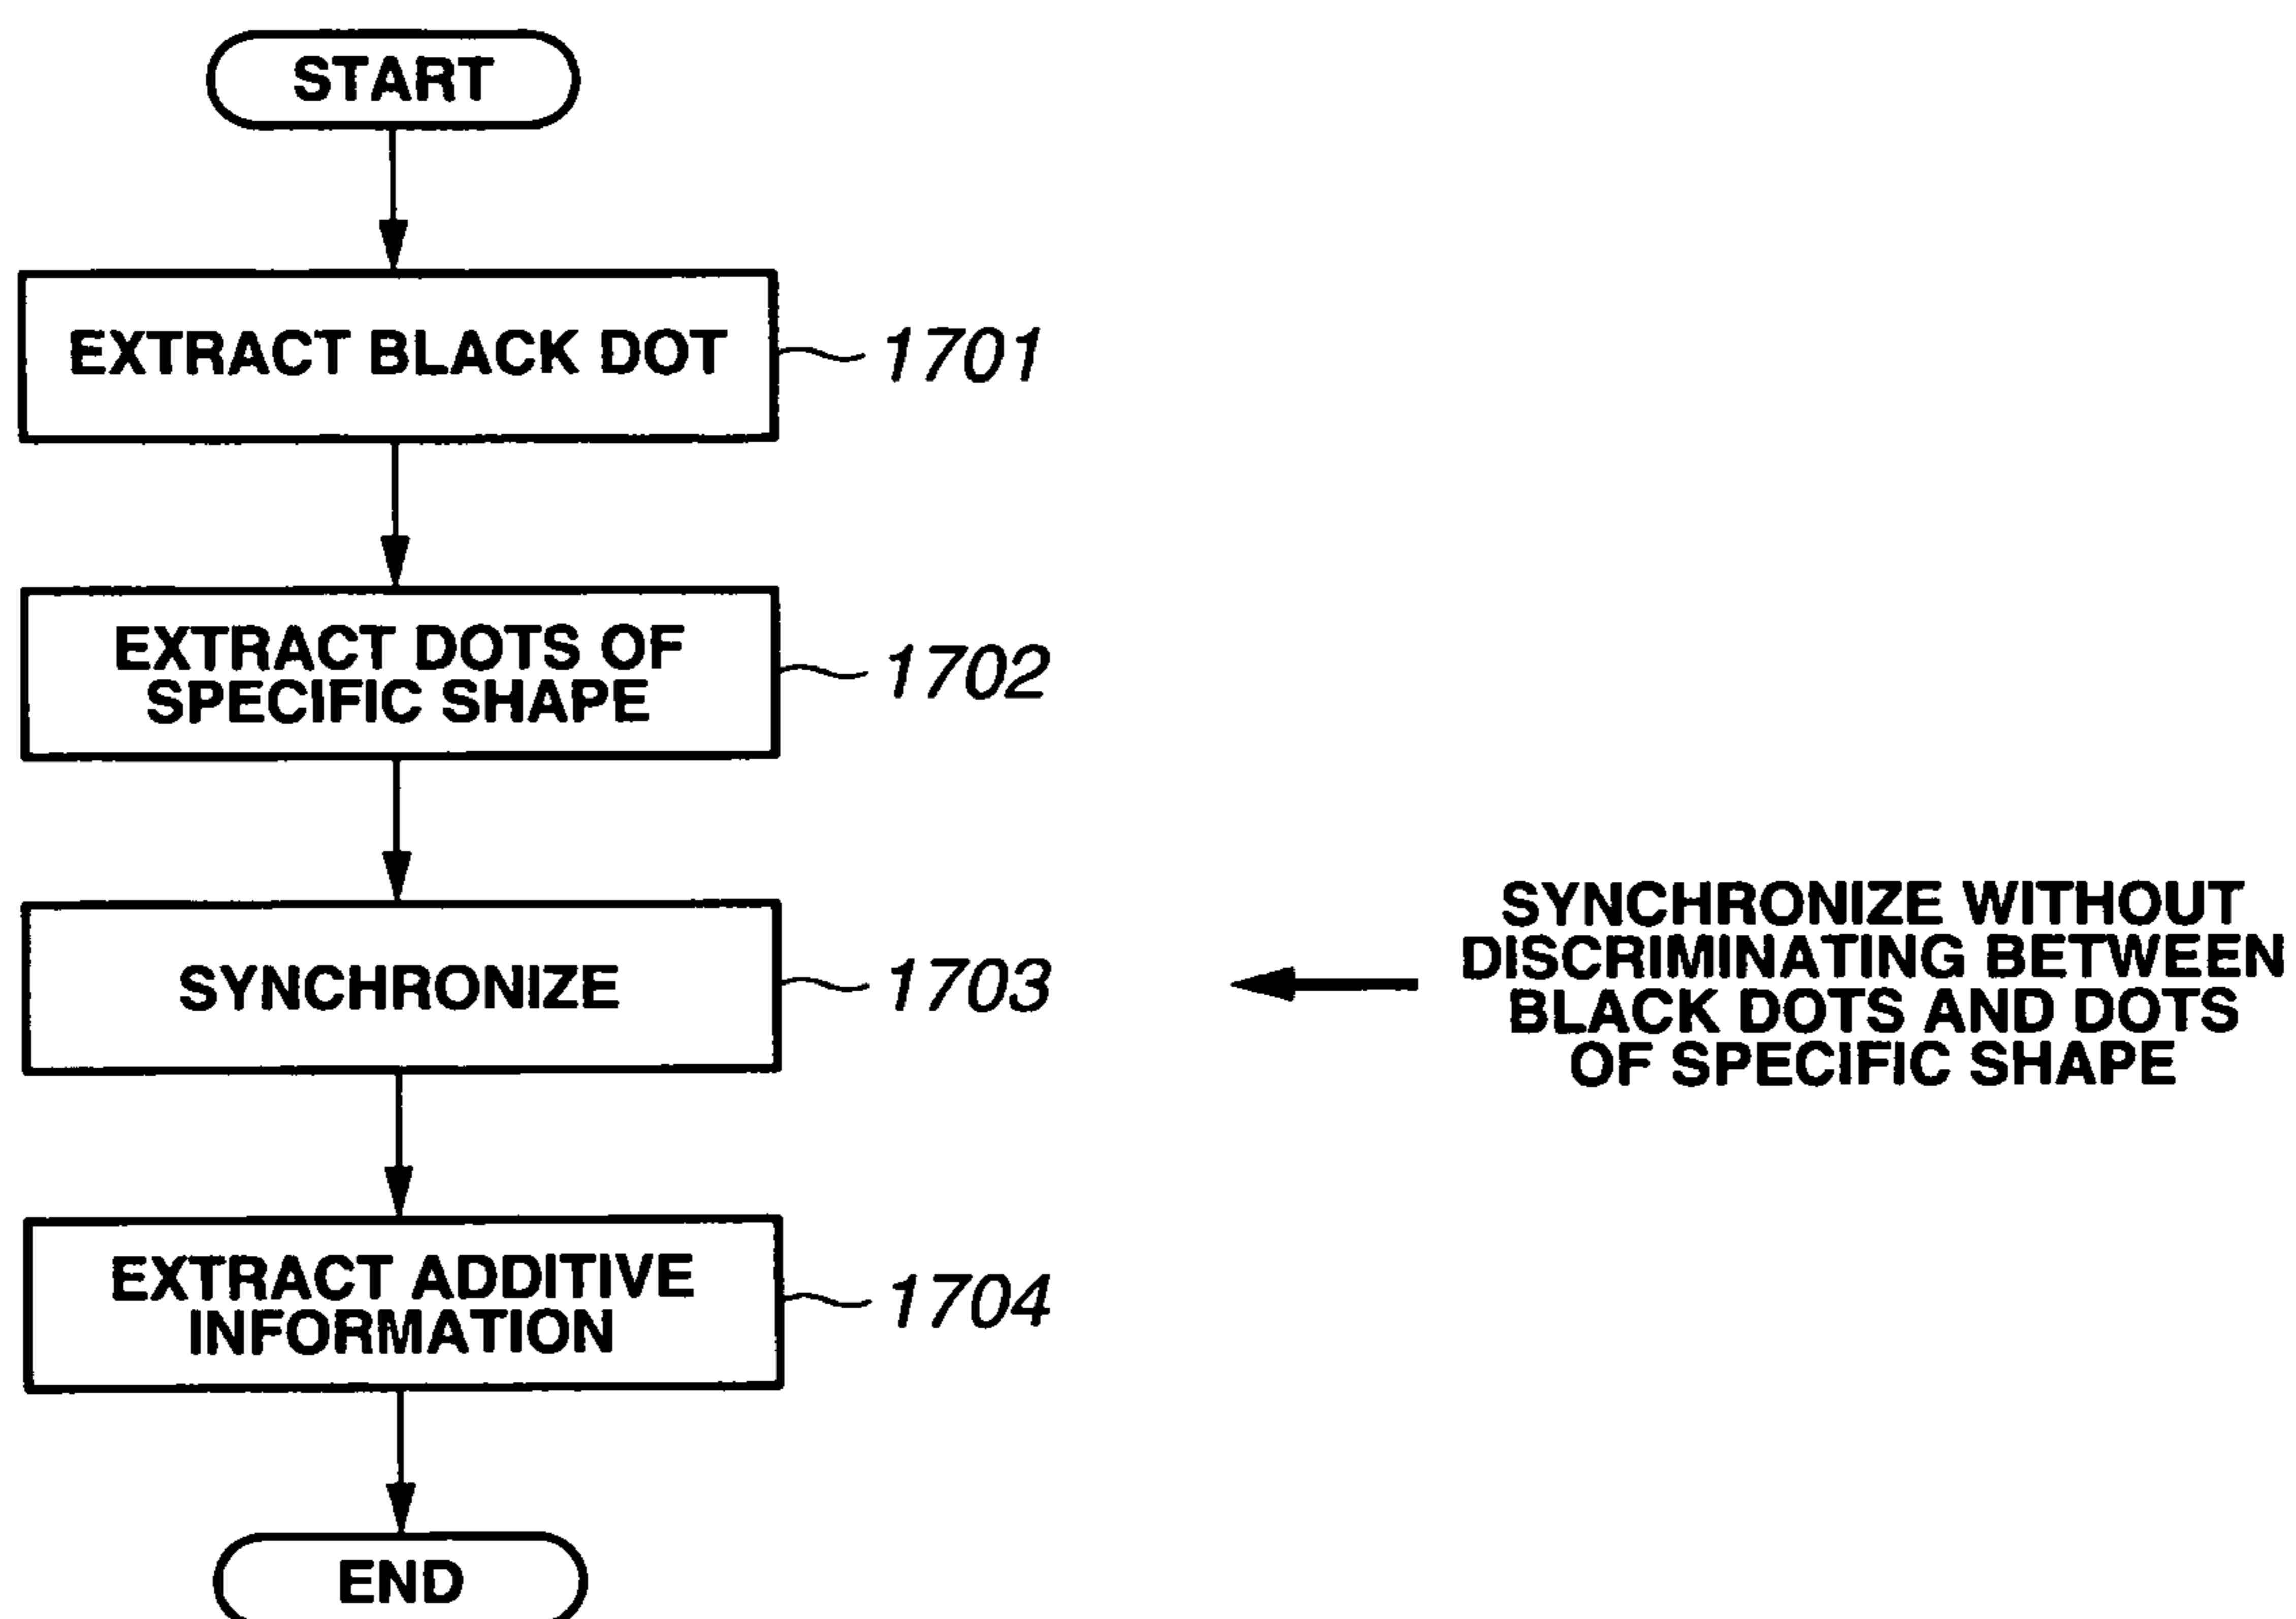 START
EXTRACT BLACK DOT
1701
EXTRACT DOTS OF
SPECIFIC SHAPE
1702
SYNCHRONIZE
1703
SYNCHRONIZE WITHOUT
DISCRIMINATING BETWEEN
BLACK DOTS AND DOTS
OF SPECIFIC SHAPE
EXTRACT ADDITIVE
INFORMATION
1704
END